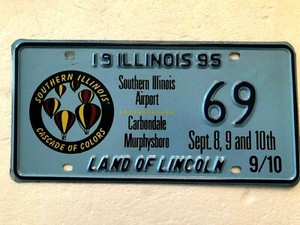 19 ILLINOIS 95
SOUTHERN ILLINOIS'
CASCADE OF COLORS
Southern Illinois
Airport
Carbondale
Murphysboro
69
Sept. 8, 9 and 10th
LAND OF LINCOLN
9/10